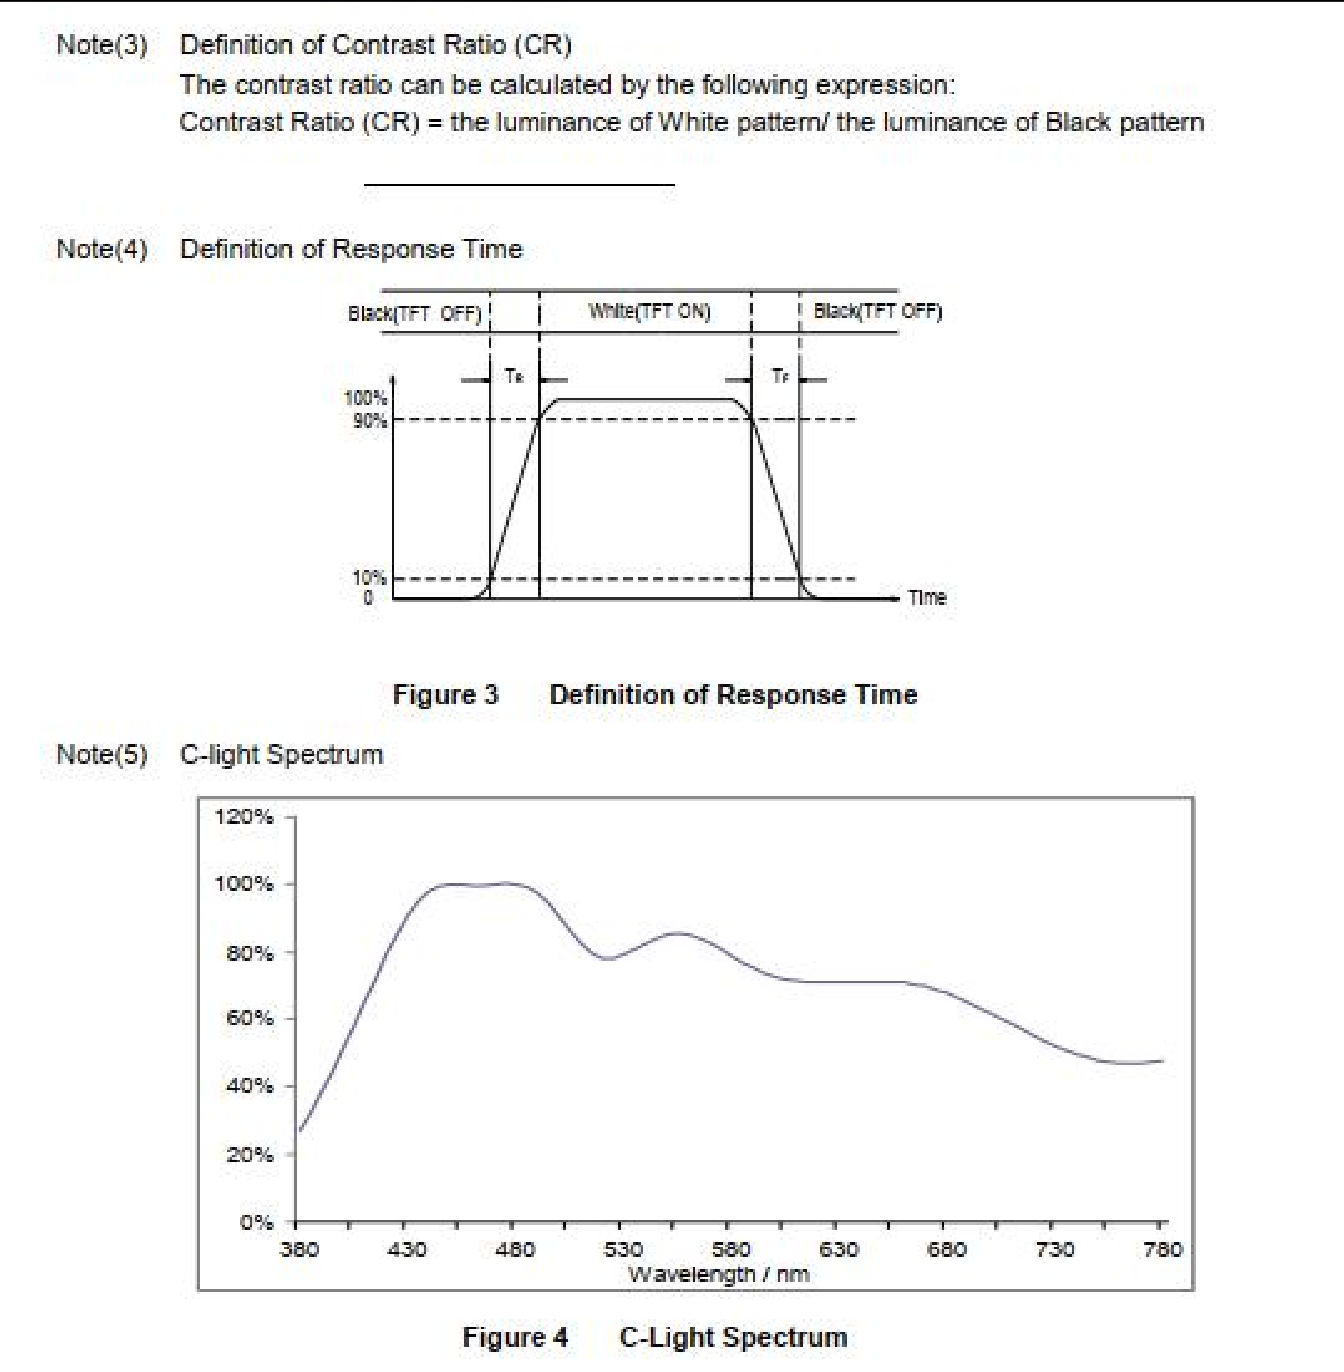 Note(3) Definition of Contrast Ratio (CR)
The contrast ratio can be calculated by the following expression:
Contrast Ratio (CR) = the luminance of White pattern/ the luminance of Black pattern
Note(4) Definition of Response Time
Black(TFT OFF) White(TFT ON) Black(TFT OFF)
TR TF
100%
90%
10%
0 Time
Figure 3 Definition of Response Time
Note(5) C-light Spectrum
120%
100%
80%
60%
40%
20%
0%
380 430 480 530 580 630 680 730 780
Wavelength / nm
Figure 4 C-Light Spectrum